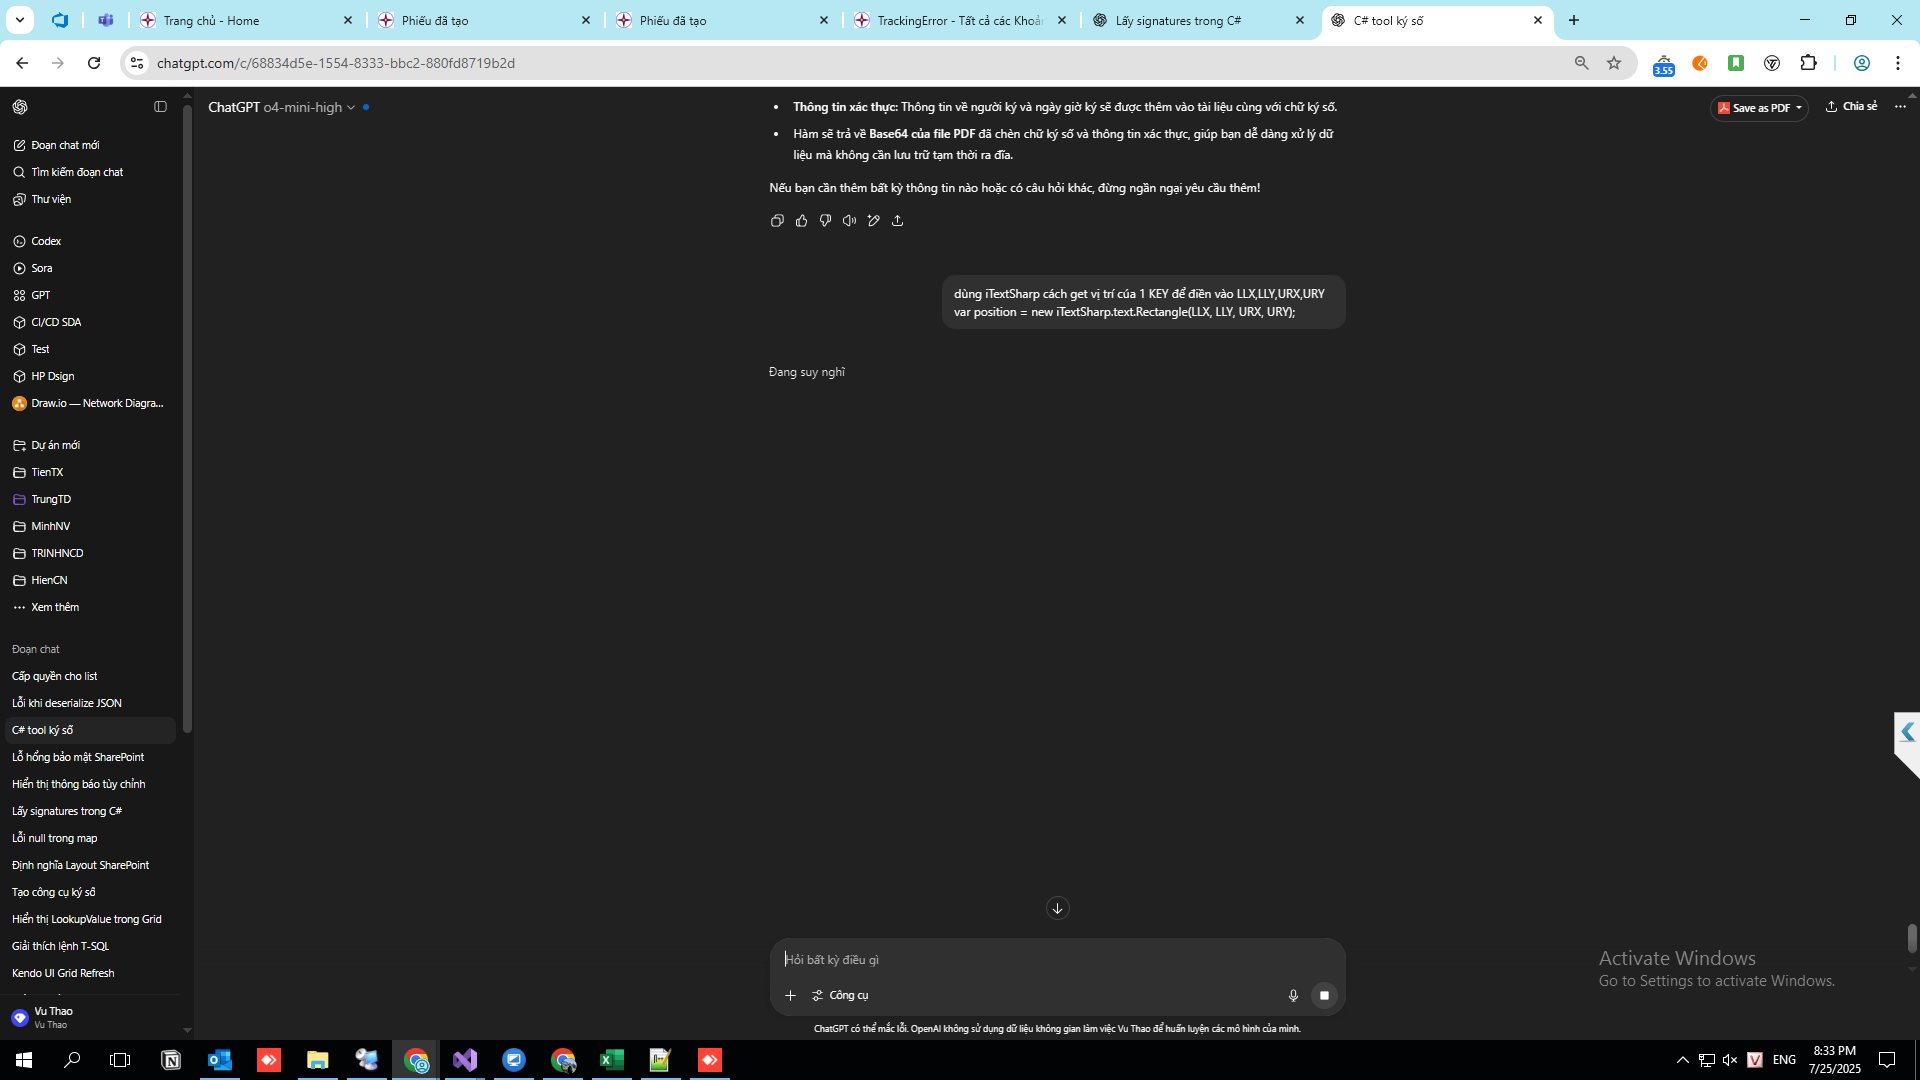 Trang chủ - Home
Phiếu đã tạo
Phiếu đã tạo
TrackingError - Tất cả các Khoản
Lấy signatures trong C#
C# tool ký số
chatgpt.com/c/68834d5e-1554-8333-bbc2-880fd8719b2d
3.55
ChatGPT o4-mini-high
Save as PDF
Chia sẻ
Đoạn chat mới
Tìm kiếm đoạn chat
Thư viện
Codex
Sora
GPT
CI/CD SDA
Test
HP Dsign
Draw.io — Network Diagra...
Dự án mới
TienTX
TrungTD
MinhNV
TRINHNCD
HienCN
Xem thêm
Đoạn chat
Cấp quyền cho list
Lỗi khi deserialize JSON
C# tool ký số
Lỗ hổng bảo mật SharePoint
Hiển thị thông báo tùy chỉnh
Lấy signatures trong C#
Lỗi null trong map
Định nghĩa Layout SharePoint
Tạo công cụ ký số
Hiển thị LookupValue trong Grid
Giải thích lệnh T-SQL
Kendo UI Grid Refresh
Vu Thao
Vu Thao
• Thông tin xác thực: Thông tin về người ký và ngày giờ ký sẽ được thêm vào tài liệu cùng với chữ ký số.
• Hàm sẽ trả về Base64 của file PDF đã chèn chữ ký số và thông tin xác thực, giúp bạn dễ dàng xử lý dữ
liệu mà không cần lưu trữ tạm thời ra đĩa.
Nếu bạn cần thêm bất kỳ thông tin nào hoặc có câu hỏi khác, đừng ngần ngại yêu cầu thêm!
dùng iTextSharp cách get vị trí của 1 KEY để điền vào LLX,LLY,URX,URY
var position = new iTextSharp.text.Rectangle(LLX, LLY, URX, URY);
Đang suy nghĩ
Hỏi bất kỳ điều gì
Công cụ
ChatGPT có thể mắc lỗi. OpenAI không sử dụng dữ liệu không gian làm việc Vu Thao để huấn luyện các mô hình của mình.
Activate Windows
Go to Settings to activate Windows.
ENG
8:33 PM
7/25/2025